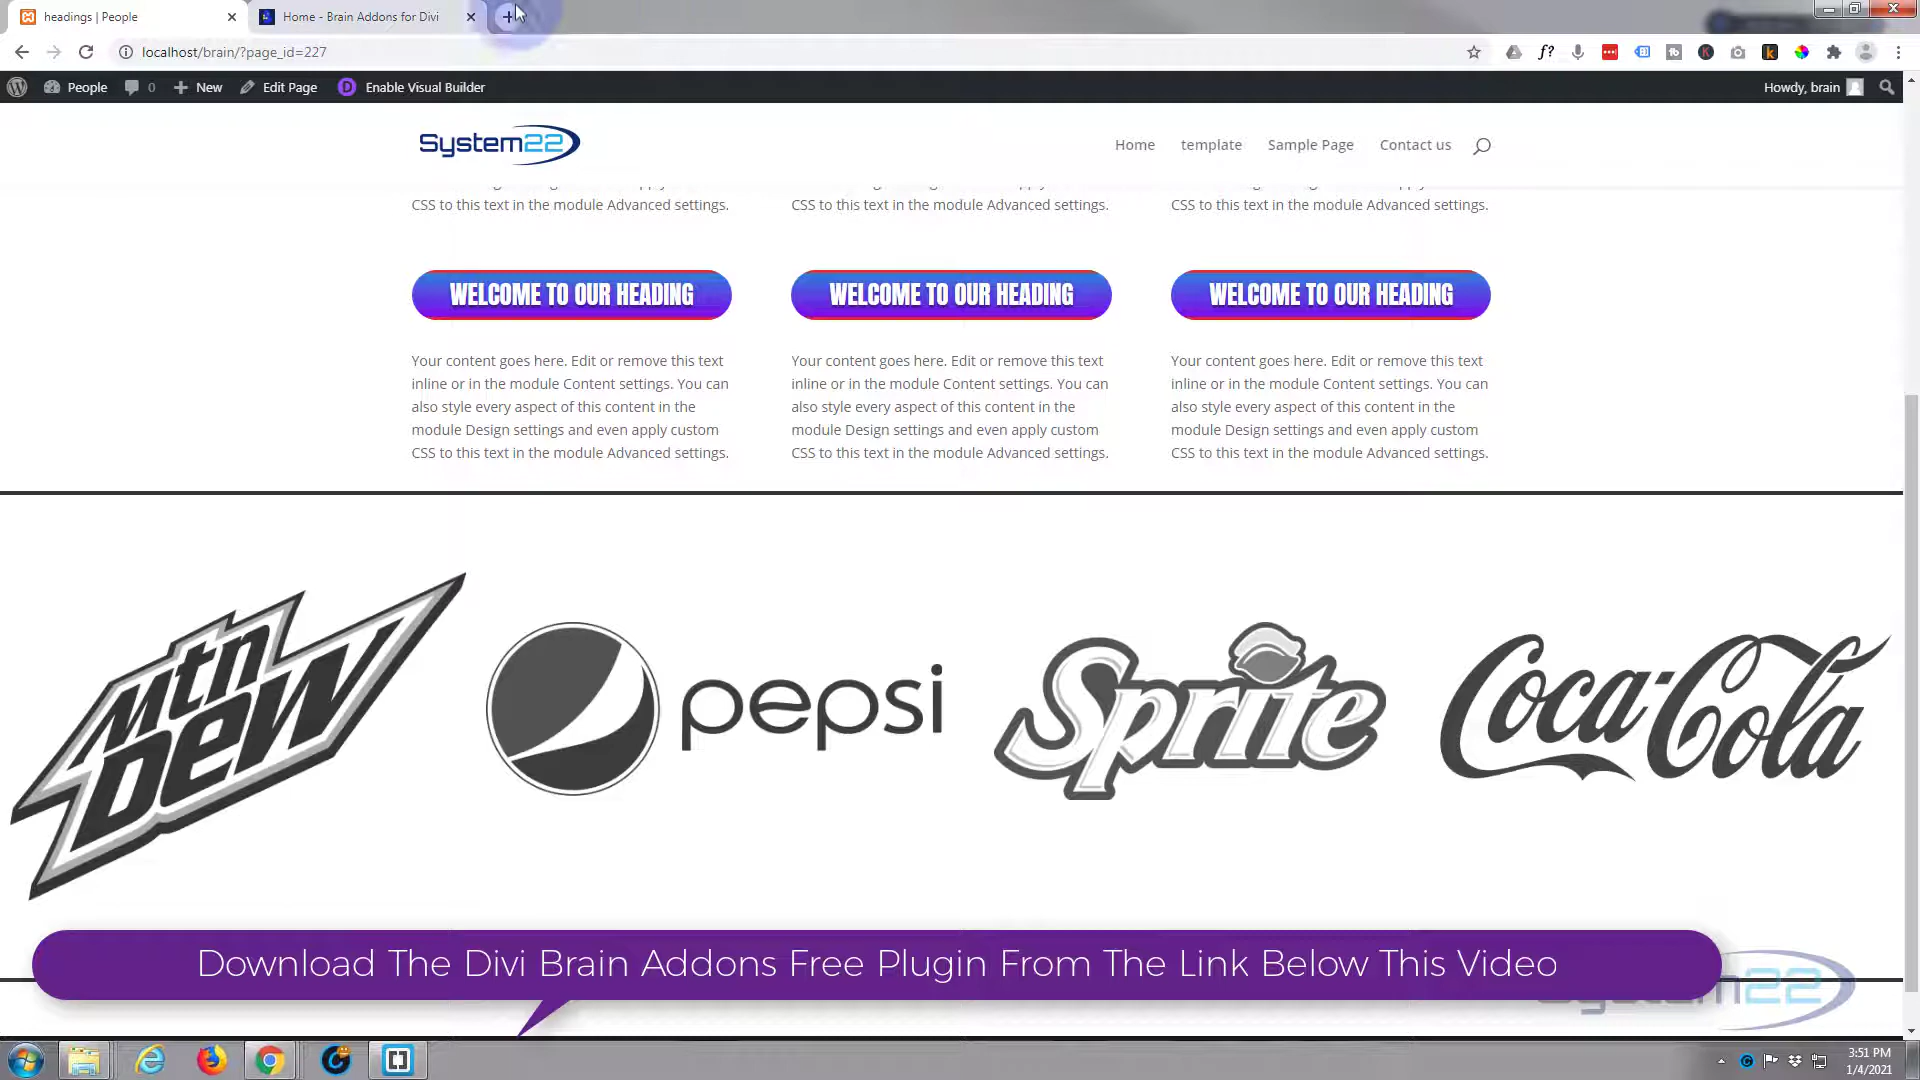 headings | People
Home - Brain Addons for Divi
localhost/brain/?page_id=227
People 0 New Edit Page Enable Visual Builder
Howdy, brain
System22
Home template Sample Page Contact us
CSS to this text in the module Advanced settings.
CSS to this text in the module Advanced settings.
CSS to this text in the module Advanced settings.
WELCOME TO OUR HEADING
WELCOME TO OUR HEADING
WELCOME TO OUR HEADING
Your content goes here. Edit or remove this text
inline or in the module Content settings. You can
also style every aspect of this content in the
module Design settings and even apply custom
CSS to this text in the module Advanced settings.
Your content goes here. Edit or remove this text
inline or in the module Content settings. You can
also style every aspect of this content in the
module Design settings and even apply custom
CSS to this text in the module Advanced settings.
Your content goes here. Edit or remove this text
inline or in the module Content settings. You can
also style every aspect of this content in the
module Design settings and even apply custom
CSS to this text in the module Advanced settings.
Mtn
Dew
pepsi
Sprite
Coca-Cola
Download The Divi Brain Addons Free Plugin From The Link Below This Video
3:51 PM
1/4/2021